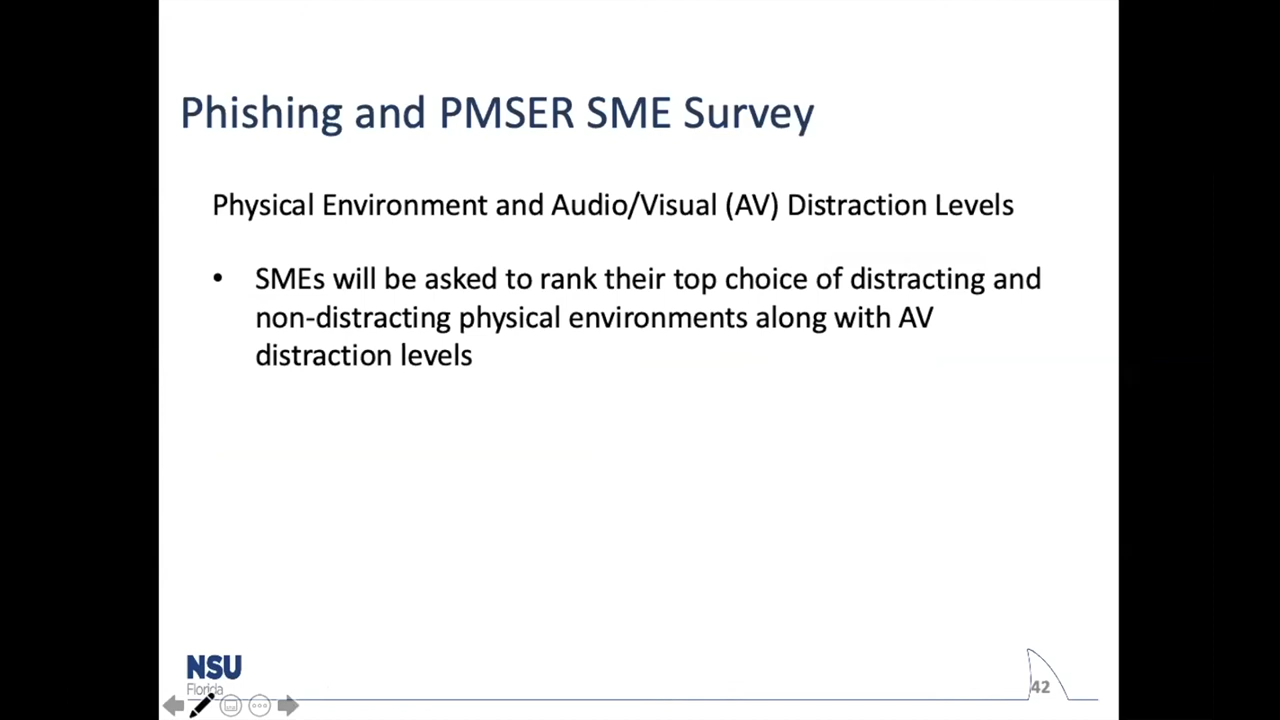 Phishing and PMSER SME Survey
Physical Environment and Audio/Visual (AV) Distraction Levels
• SMEs will be asked to rank their top choice of distracting and
non-distracting physical environments along with AV
distraction levels
NSU
Florida
42